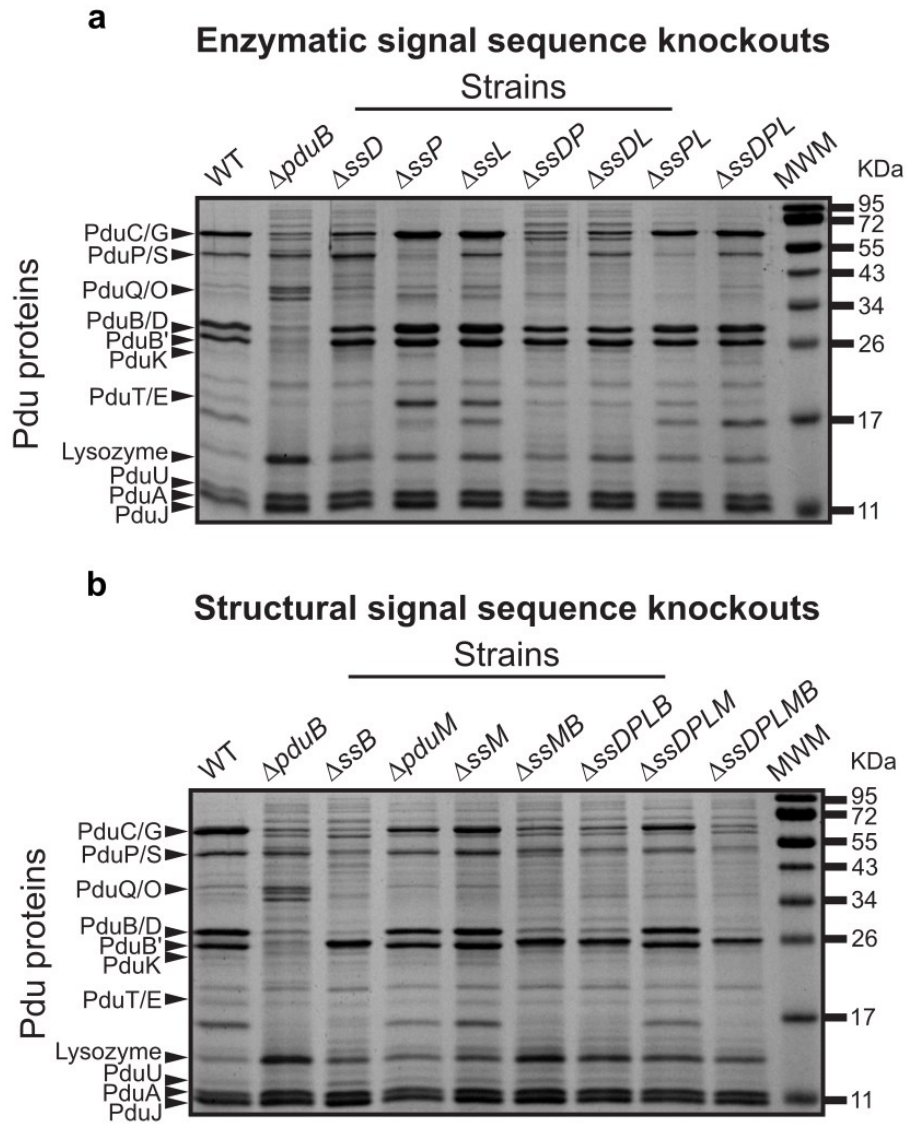 a
Enzymatic signal sequence knockouts
Strains
WT ΔpduB ΔssD ΔssP ΔssL ΔssDP ΔssDL ΔssPL ΔssDPL MWM KDa
Pdu proteins
PduC/G
PduP/S
PduQ/O
PduB/D
PduB'
PduK
PduT/E
Lysozyme
PduU
PduA
PduJ
95
72
55
43
34
26
17
11
b
Structural signal sequence knockouts
Strains
WT ΔpduB ΔssB ΔpduM ΔssM ΔssMB ΔssDPLB ΔssDPLM ΔssDPLMB MWM KDa
Pdu proteins
PduC/G
PduP/S
PduQ/O
PduB/D
PduB'
PduK
PduT/E
Lysozyme
PduU
PduA
PduJ
95
72
55
43
34
26
17
11